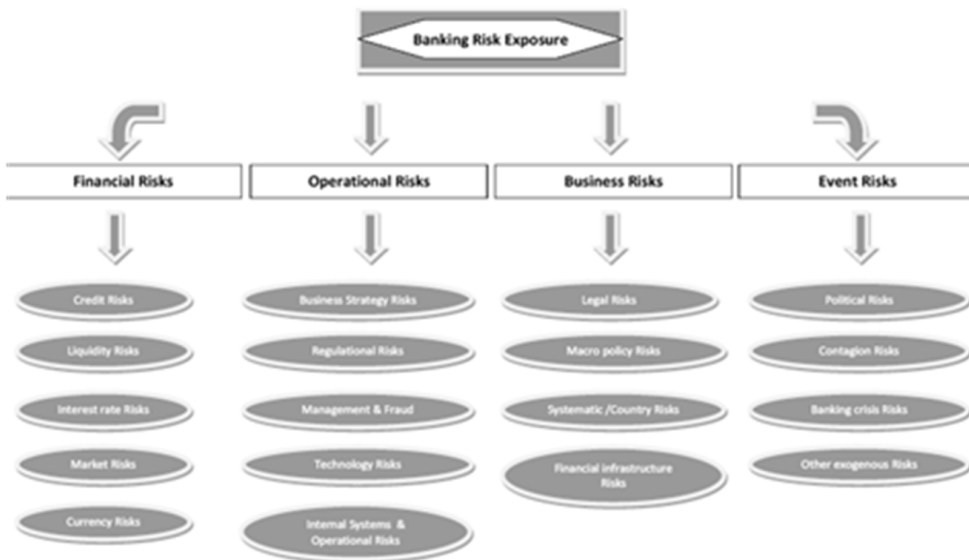 Banking Risk Exposure
Financial Risks
Operational Risks
Business Risks
Event Risks
Credit Risks
Business Strategy Risks
Legal Risks
Political Risks
Liquidity Risks
Regulational Risks
Macro policy Risks
Contagion Risks
Interest rate Risks
Management & Fraud
Systematic /Country Risks
Banking crisis Risks
Market Risks
Technology Risks
Financial infrastructure
Risks
Other exogenous Risks
Currency Risks
Internal Systems &
Operational Risks